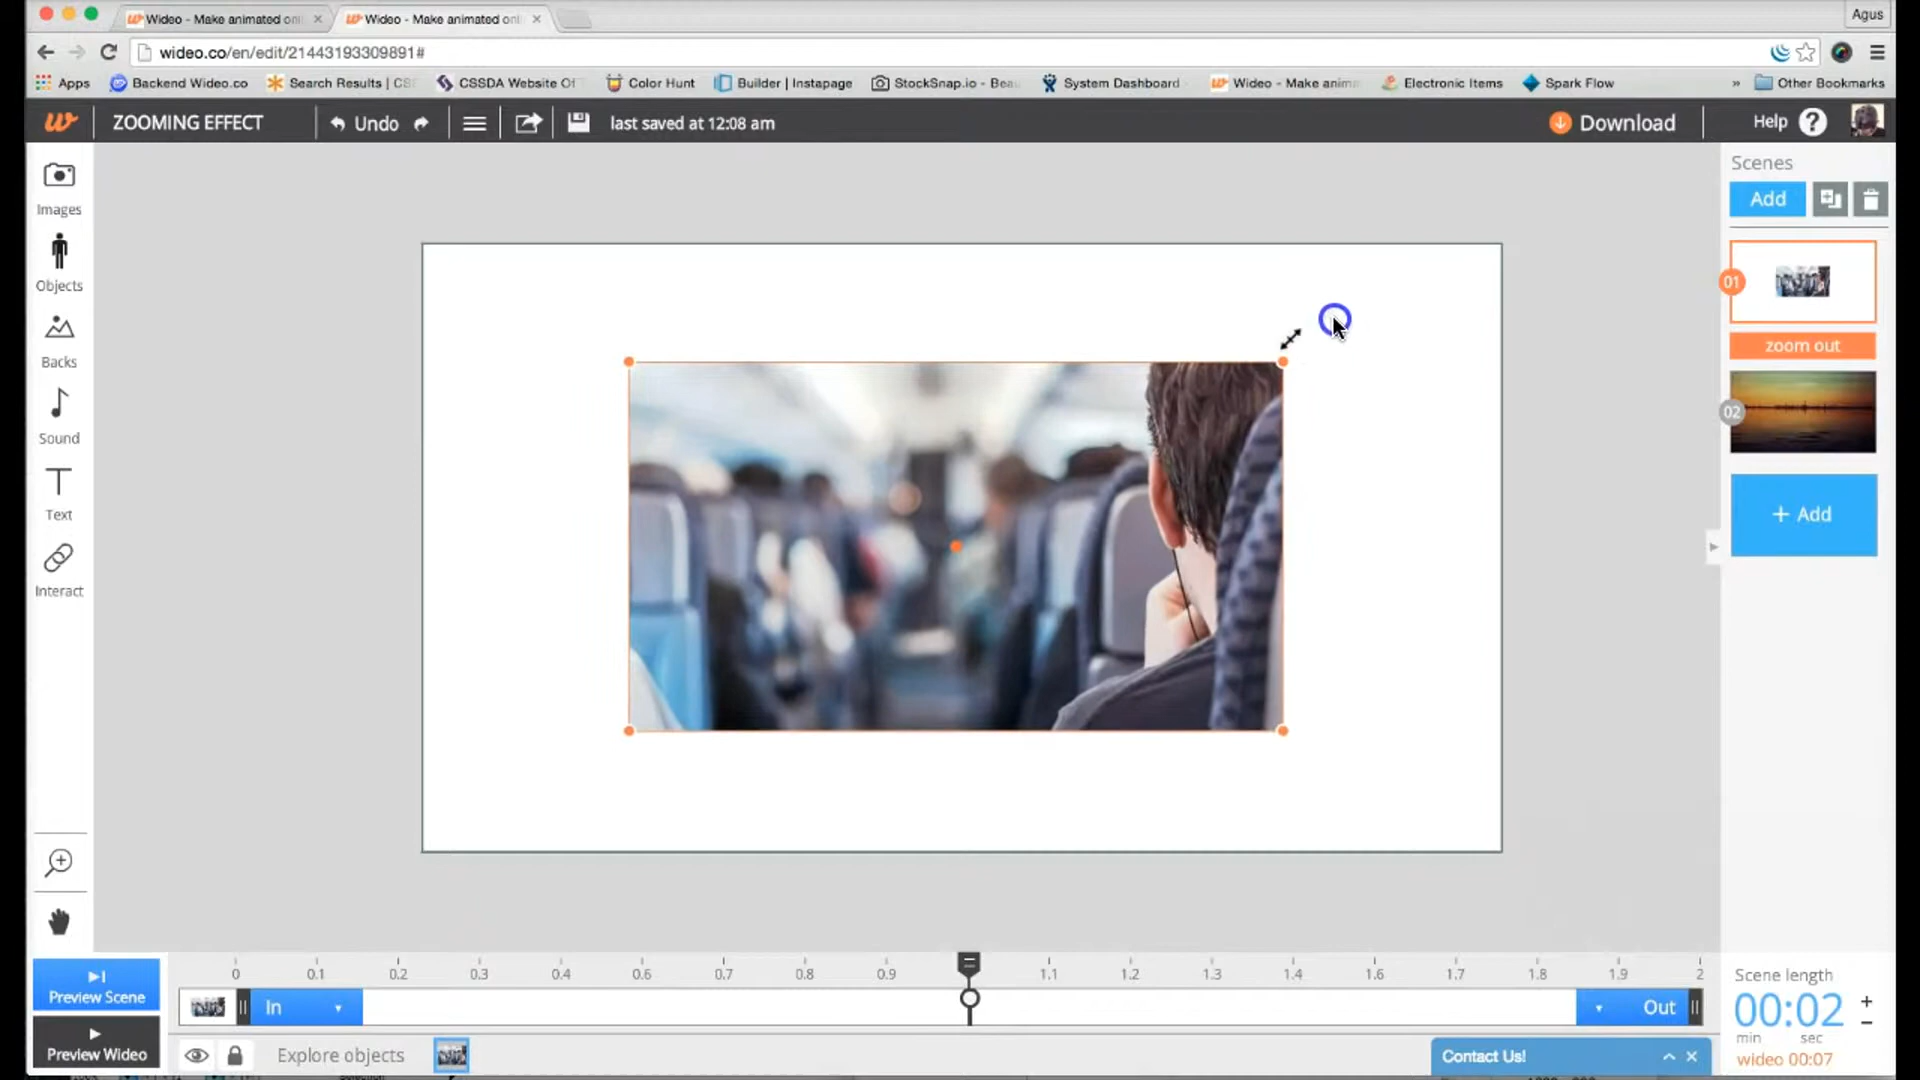 Wideo - Make animated onl
Wideo - Make animated onl
Agus
wideo.co/en/edit/21443193309891#
Apps
Backend Wideo.co
Search Results | CS
CSSDA Website Of
Color Hunt
Builder | Instapage
StockSnap.io - Bea
System Dashboard
Wideo - Make anima
Electronic Items
Spark Flow
»
Other Bookmarks
ZOOMING EFFECT
Undo
last saved at 12:08 am
Download
Help ?
Images
Objects
Backs
Sound
Text
Interact
Scenes
Add
01
zoom out
02
+ Add
Preview Scene
Preview Wideo
0 0.1 0.2 0.3 0.4 0.5 0.6 0.7 0.8 0.9 1.1 1.2 1.3 1.4 1.6 1.7 1.8 1.9 2
In
Out
Explore objects
Contact Us!
Scene length
00:02
+
−
min sec
wideo 00:07